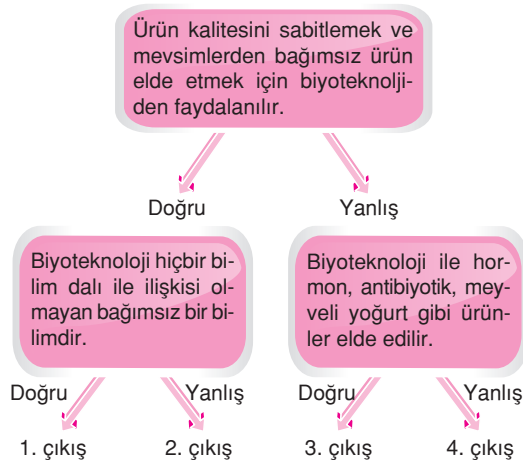 Ürün kalitesini sabitlemek ve
mevsimlerden bağımsız ürün
elde etmek için biyoteknolji-
den faydalanılır.
Doğru Yanlış
Biyoteknoloji hiçbir bi-
lim dalı ile ilişkisi ol-
mayan bağımsız bir bi-
limdir.
Biyoteknoloji ile hor-
mon, antibiyotik, mey-
veli yoğurt gibi ürün-
ler elde edilir.
Doğru Yanlış Doğru Yanlış
1. çıkış 2. çıkış 3. çıkış 4. çıkış